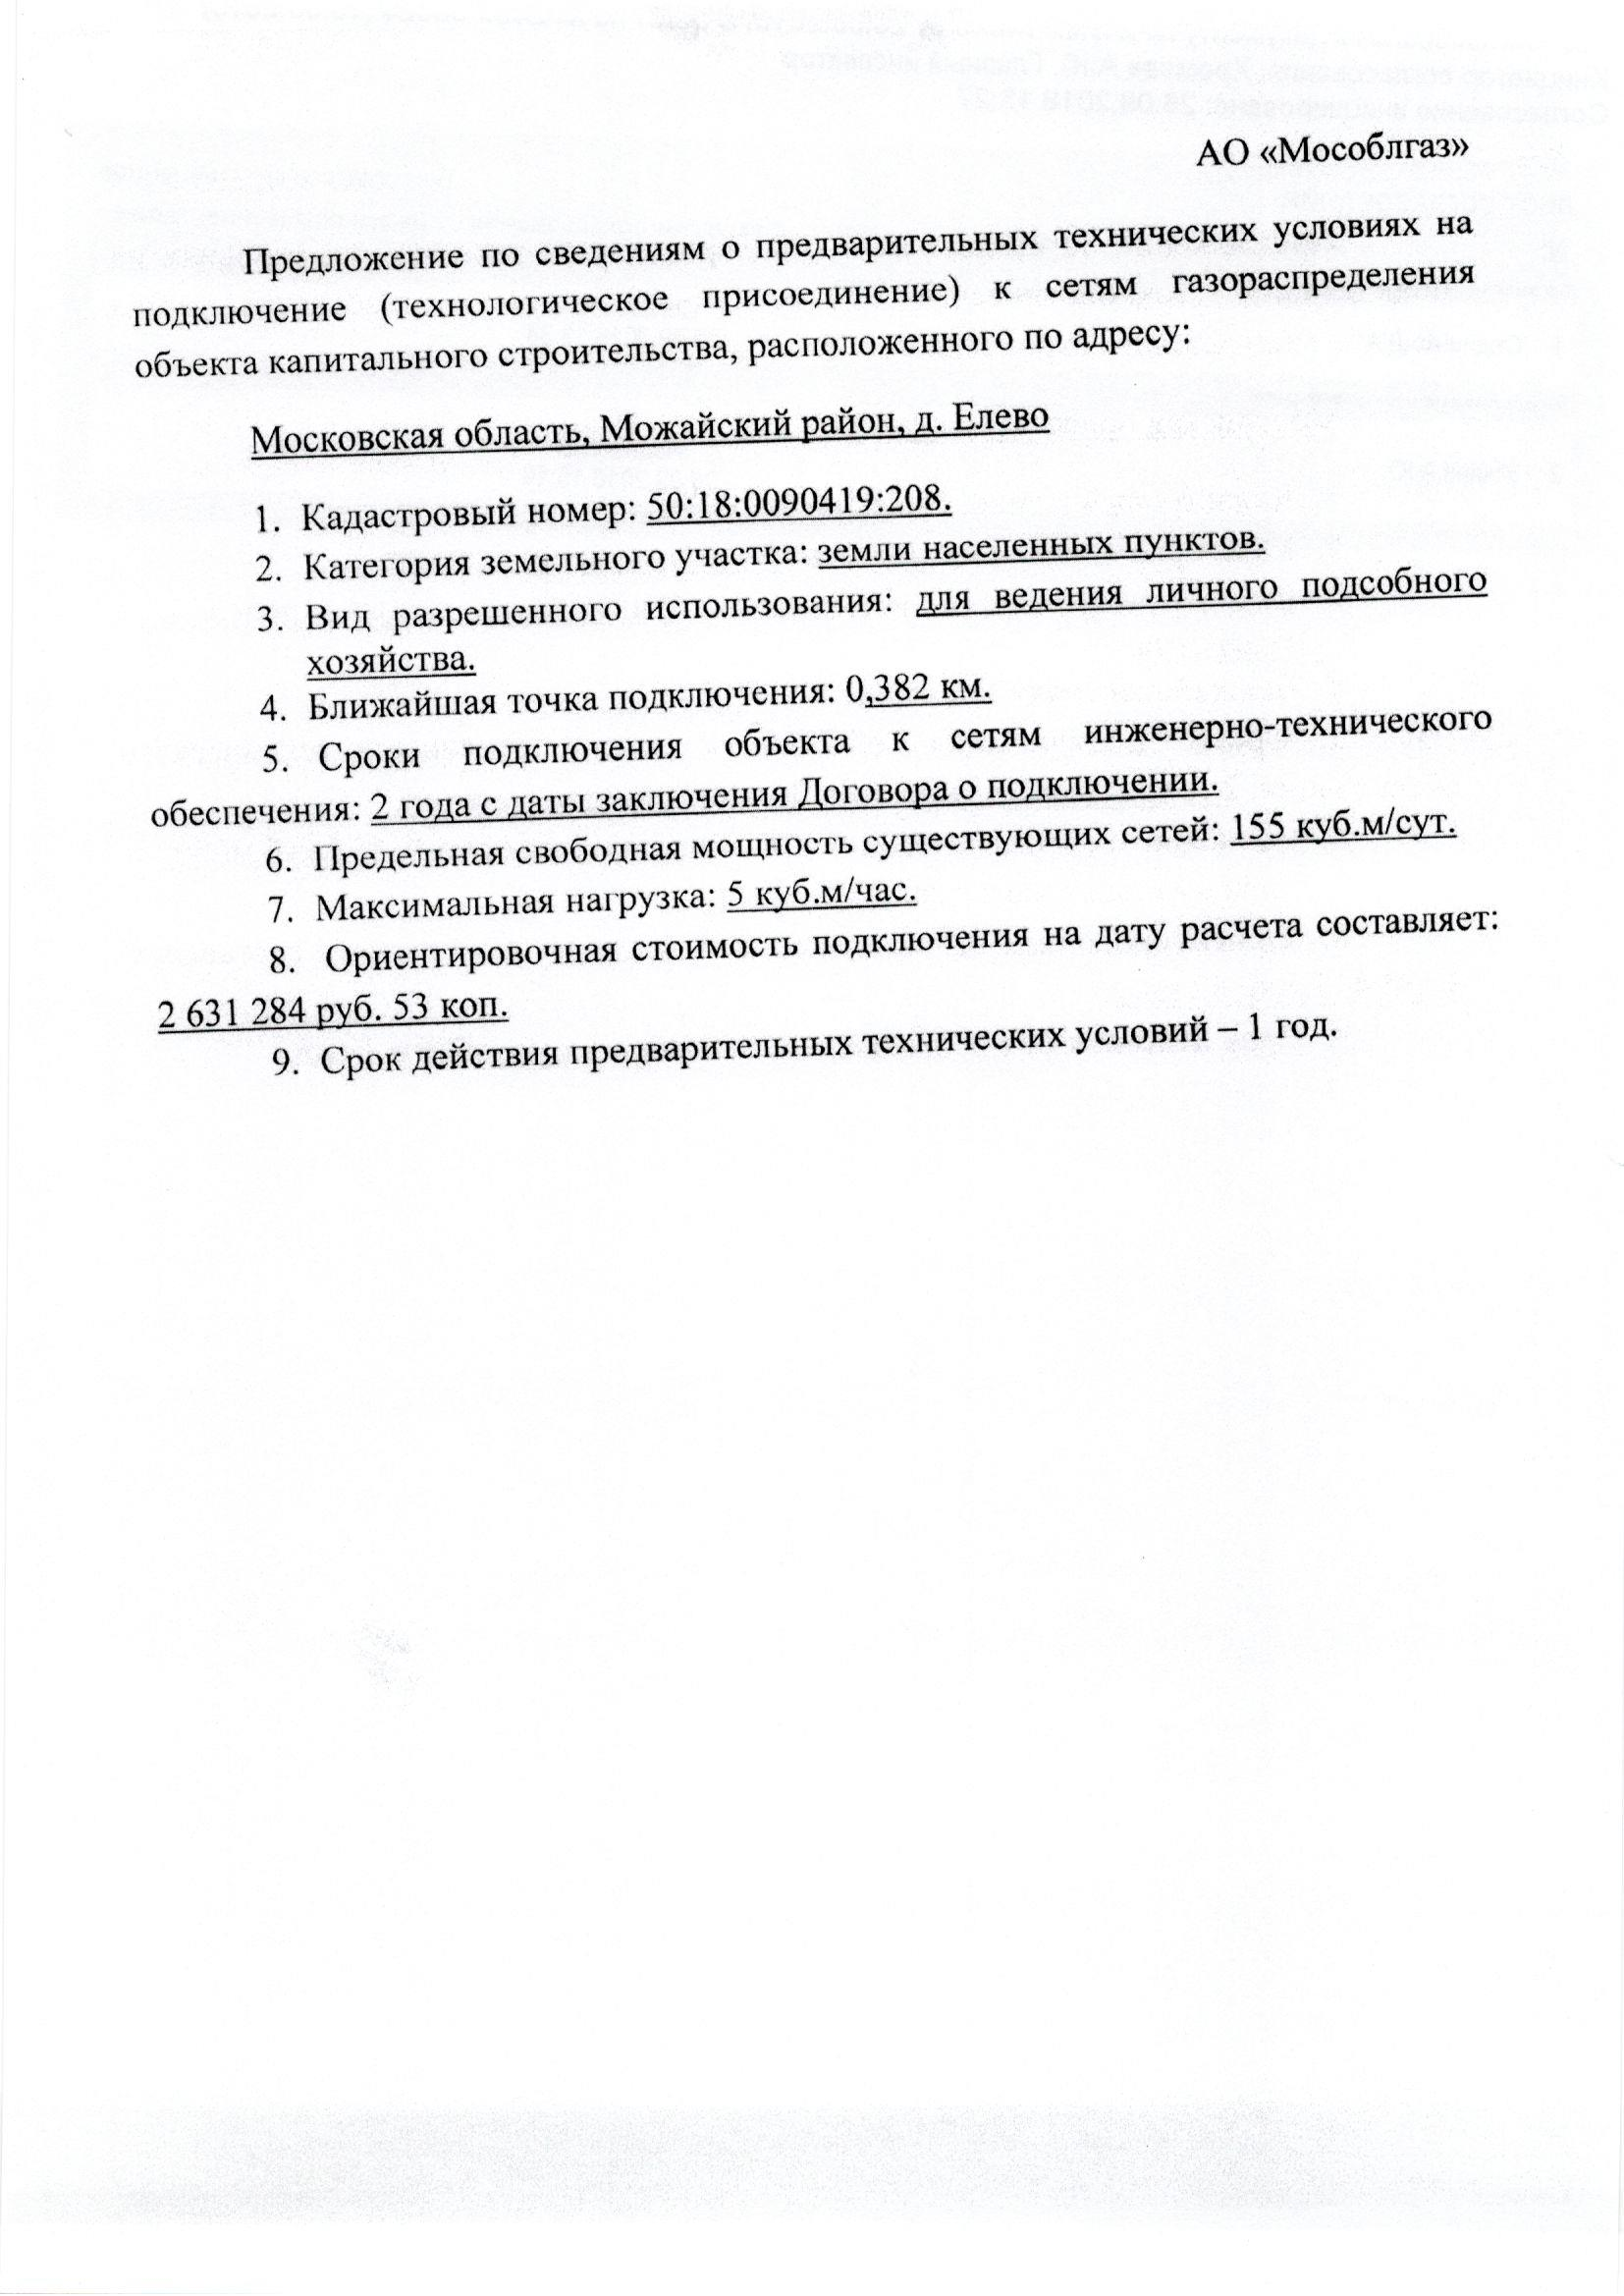 АО «Мособлгаз»
Предложение по сведениям о предварительных технических условиях на
подключение (технологическое присоединение) к сетям газораспределения
объекта капитального строительства, расположенного по адресу:
Московская область, Можайский район, д. Елево
1. Кадастровый номер: 50:18:0090419:208.
2. Категория земельного участка: земли населенных пунктов.
3. Вид разрешенного использования: для ведения личного подсобного
хозяйства.
4. Ближайшая точка подключения: 0,382 км.
5. Сроки подключения объекта к сетям инженерно-технического
обеспечения: 2 года с даты заключения Договора о подключении.
6. Предельная свободная мощность существующих сетей: 155 куб.м/сут.
7. Максимальная нагрузка: 5 куб.м/час.
8. Ориентировочная стоимость подключения на дату расчета составляет:
2 631 284 руб. 53 коп.
9. Срок действия предварительных технических условий – 1 год.